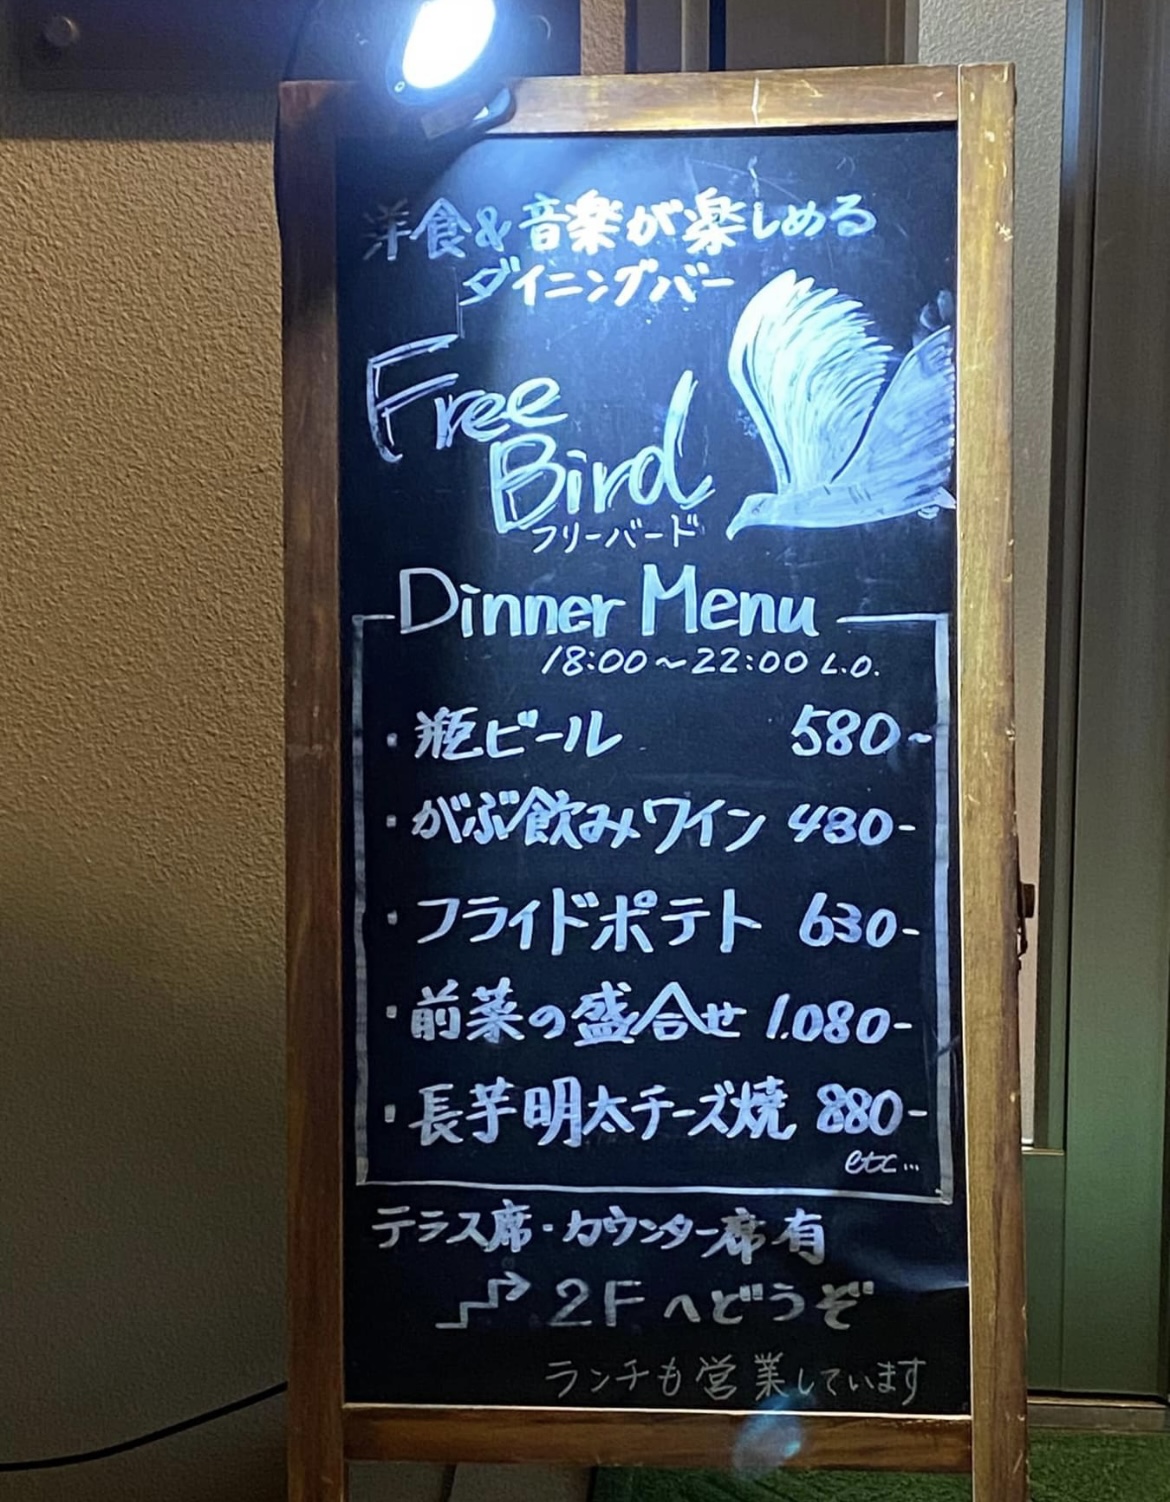 洋食&音楽が楽しめる
ダイニングバー
Free
Bird
フリーバード
Dinner Menu
18:00～22:00 L.O.
・瓶ビール 580～
・がぶ飲みワイン 480-
・フライドポテト 630-
・前菜の盛合せ 1.080-
・長芋明太チーズ焼 880-
etc...
テラス席・カウンター席有
2Fへどうぞ
ランチも営業しています